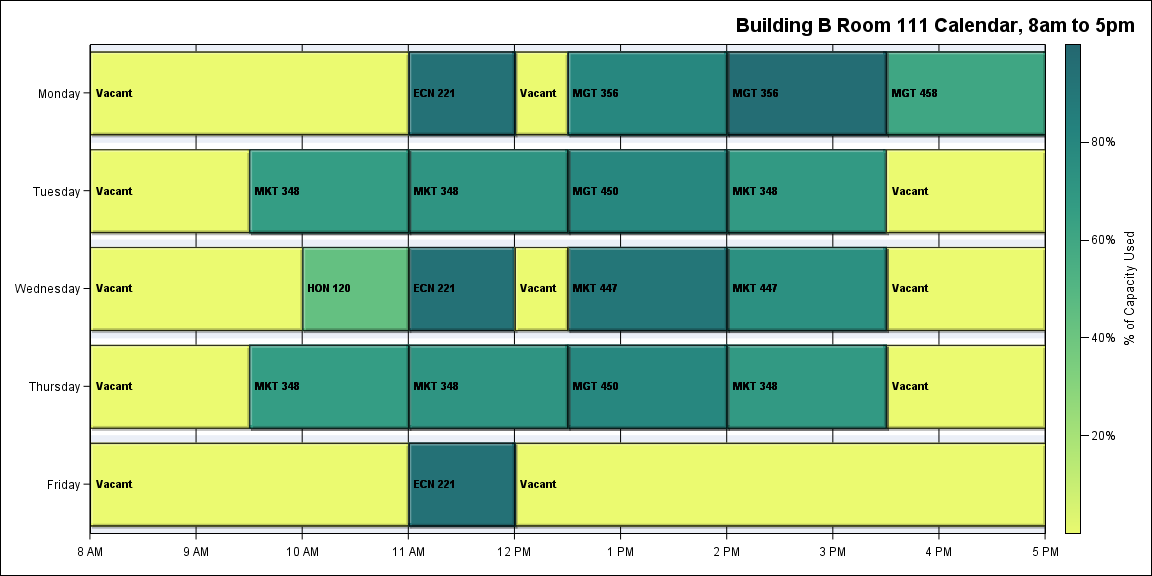 Building B Room 111 Calendar, 8am to 5pm
Monday
Vacant
ECN 221
Vacant
MGT 356
MGT 356
MGT 458
Tuesday
Vacant
MKT 348
MKT 348
MGT 450
MKT 348
Vacant
Wednesday
Vacant
HON 120
ECN 221
Vacant
MKT 447
MKT 447
Vacant
Thursday
Vacant
MKT 348
MKT 348
MGT 450
MKT 348
Vacant
Friday
Vacant
ECN 221
Vacant
8 AM
9 AM
10 AM
11 AM
12 PM
1 PM
2 PM
3 PM
4 PM
5 PM
80%
60%
40%
20%
% of Capacity Used